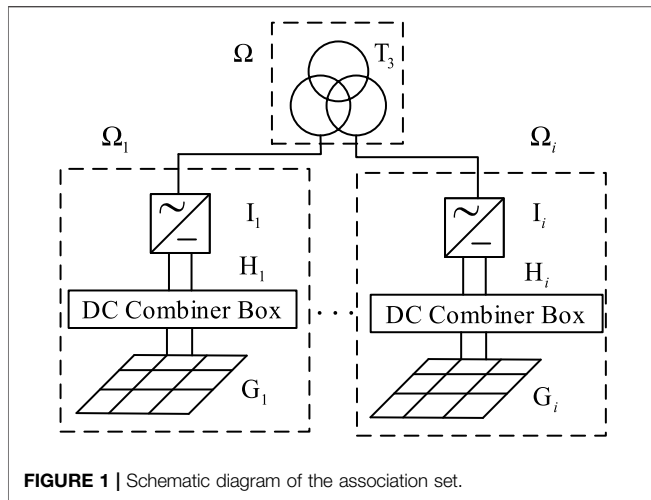 Ω T₃
Ω₁ Ωᵢ
~ I₁ ~ Iᵢ
H₁ Hᵢ
DC Combiner Box · · · DC Combiner Box
G₁ Gᵢ
FIGURE 1 | Schematic diagram of the association set.